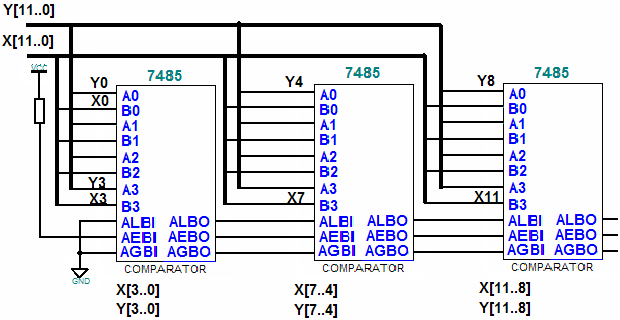 Y[11..0]
X[11..0]
7485 7485 7485
Y0 A0 Y4 A0 Y8 A0
X0 B0 B0 B0
A1 A1 A1
B1 B1 B1
A2 A2 A2
B2 B2 B2
Y3 A3 A3 A3
X3 B3 X7 B3 X11 B3
ALBI ALBO ALBI ALBO ALBI ALBO
AEBI AEBO AEBI AEBO AEBI AEBO
AGBI AGBO AGBI AGBO AGBI AGBO
GND COMPARATOR COMPARATOR COMPARATOR
X[3..0] X[7..4] X[11..8]
Y[3..0] Y[7..4] Y[11..8]